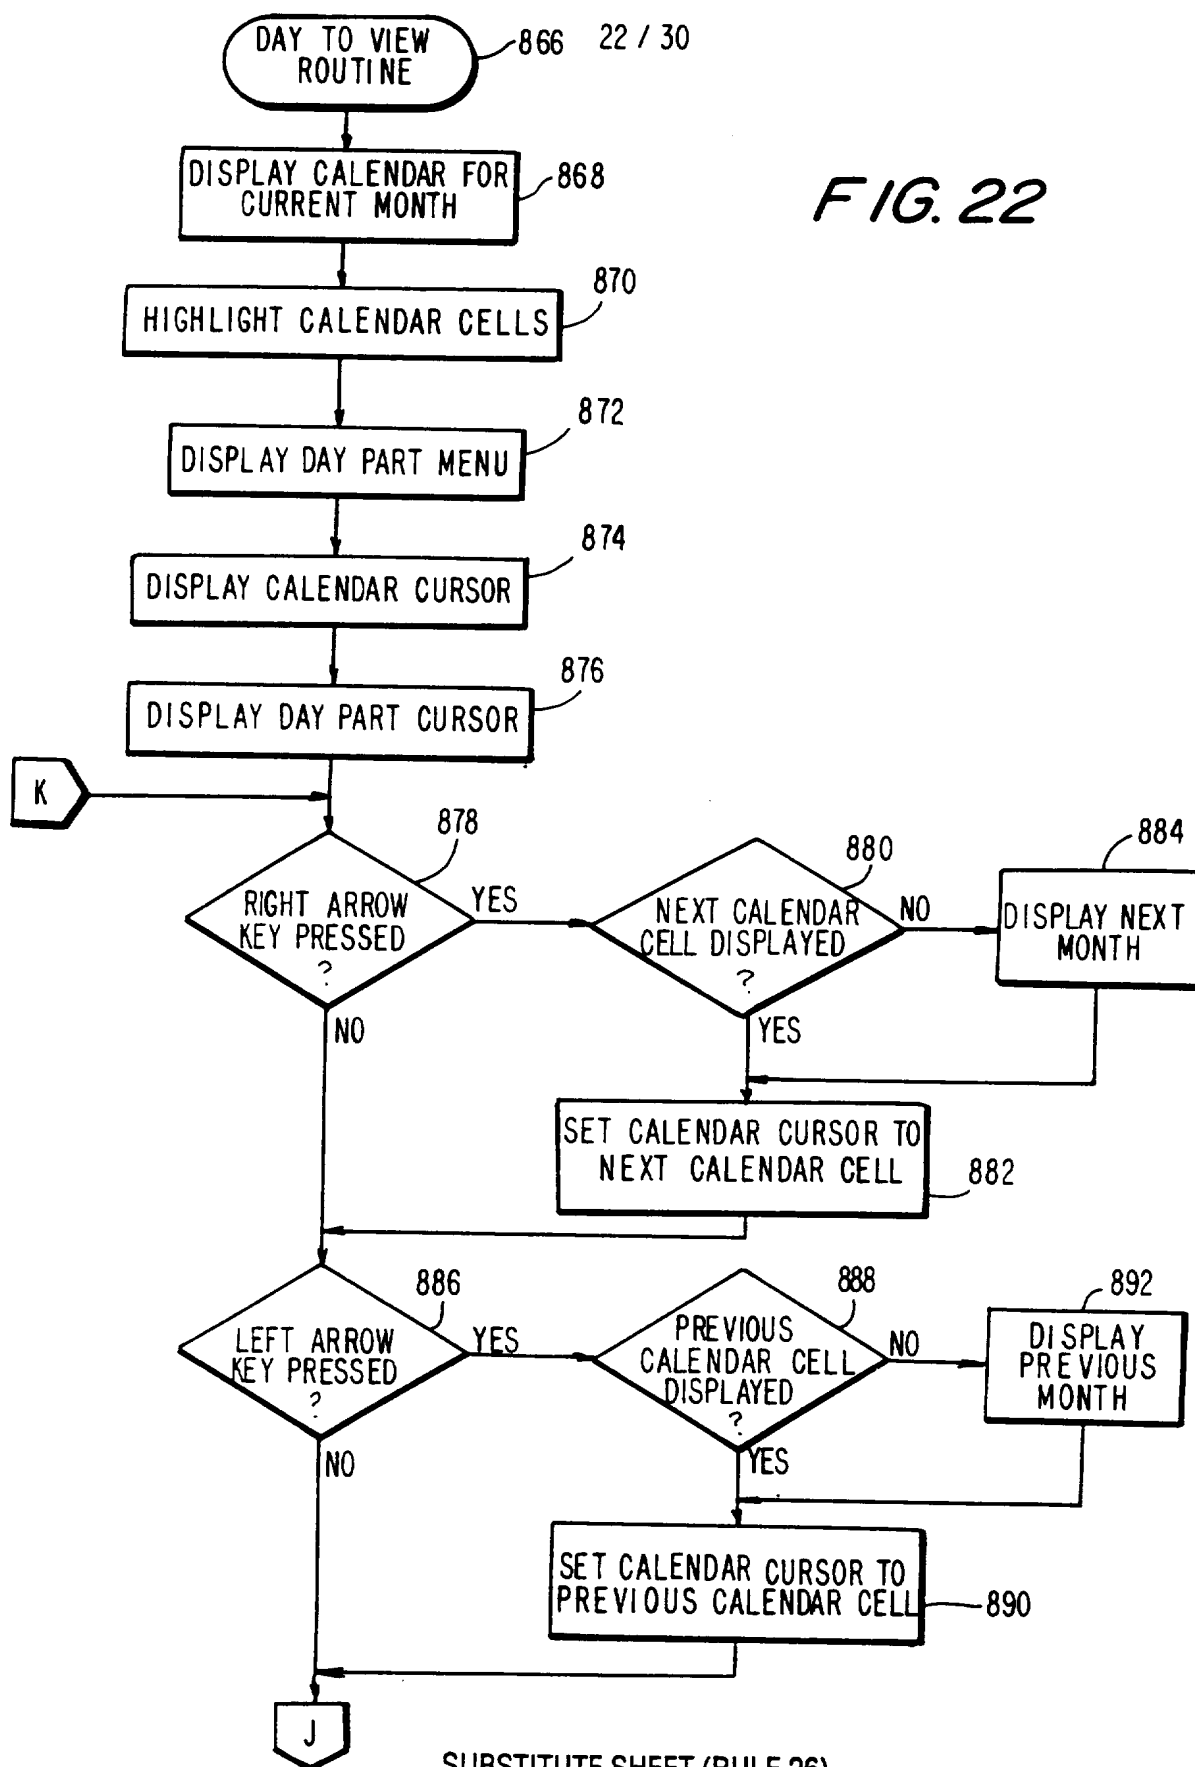 DAY TO VIEW
ROUTINE
866
22 / 30
DISPLAY CALENDAR FOR
CURRENT MONTH
868
FIG. 22
870
HIGHLIGHT CALENDAR CELLS
872
DISPLAY DAY PART MENU
874
DISPLAY CALENDAR CURSOR
876
DISPLAY DAY PART CURSOR
K
878
RIGHT ARROW
KEY PRESSED
?
YES
NO
880
NEXT CALENDAR
CELL DISPLAYED
?
NO
YES
884
DISPLAY NEXT
MONTH
SET CALENDAR CURSOR TO
NEXT CALENDAR CELL
882
886
LEFT ARROW
KEY PRESSED
?
YES
NO
888
PREVIOUS
CALENDAR CELL
DISPLAYED
?
NO
YES
892
DISPLAY
PREVIOUS
MONTH
SET CALENDAR CURSOR TO
PREVIOUS CALENDAR CELL
890
J
SUBSTITUTE SHEET (RULE 26)